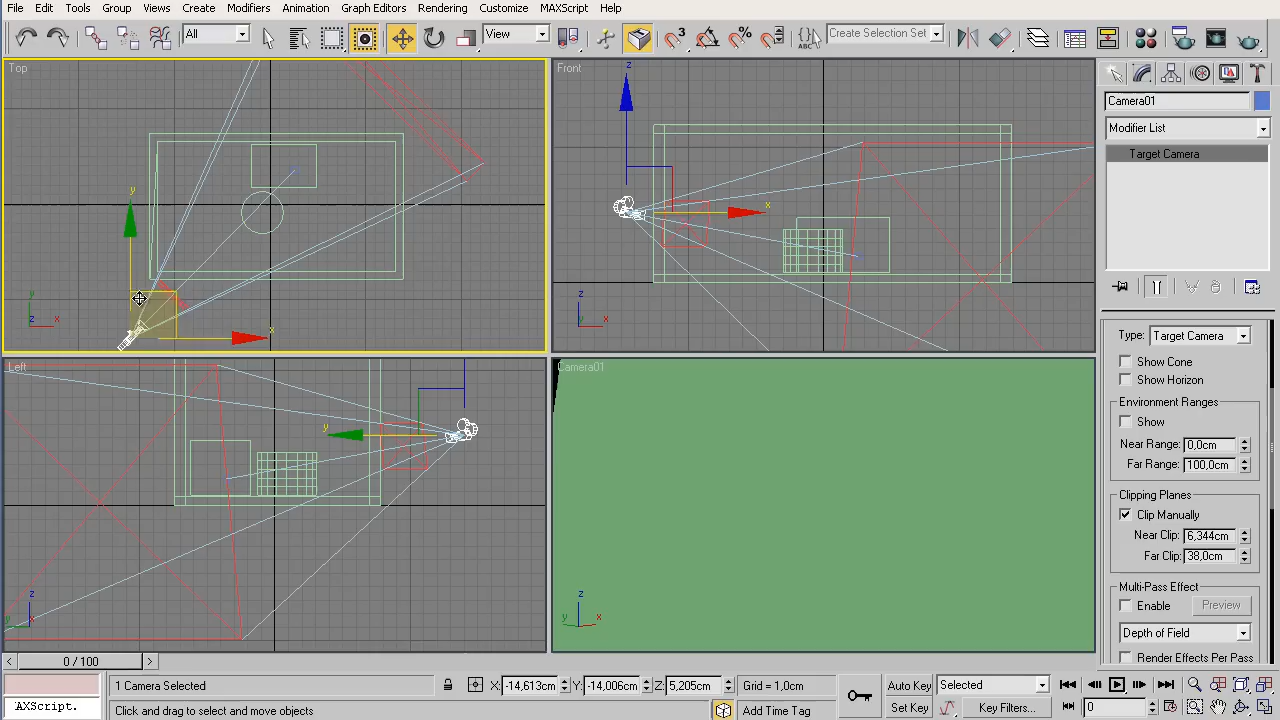 File Edit Tools Group Views Create Modifiers Animation Graph Editors Rendering Customize MAXScript Help
All
View
3
3
%
ABC
Create Selection Set
Top
y
x
y
z
x
Front
z
x
z
x
Camera01
Modifier List
Target Camera
Left
y
z
y
x
Camera01
z
y
x
Type: Target Camera
Show Cone
Show Horizon
Environment Ranges
Show
Near Range: 0,0cm
Far Range: 100,0cm
Clipping Planes
Clip Manually
Near Clip: 6,344cm
Far Clip: 38,0cm
Multi-Pass Effect
Enable Preview
Depth of Field
Render Effects Per Pass
< 0 / 100 >
1 Camera Selected X: -14,613cm Y: -14,006cm Z: 5,205cm Grid = 1,0cm Auto Key Selected
AXScript. Click and drag to select and move objects Add Time Tag Set Key Key Filters... 0